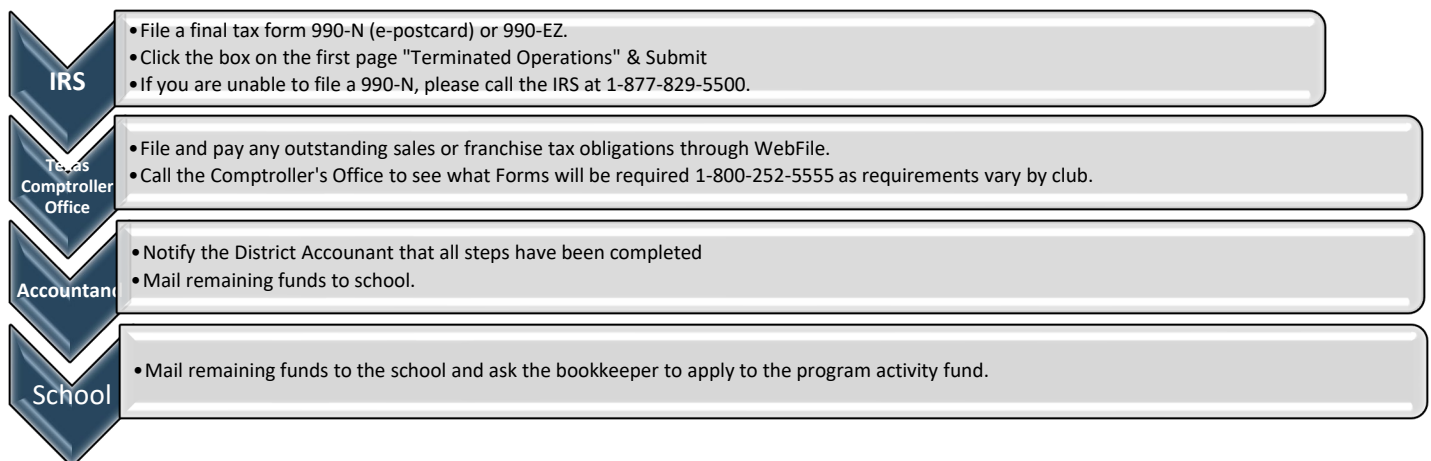 IRS
•File a final tax form 990-N (e-postcard) or 990-EZ.
•Click the box on the first page "Terminated Operations" & Submit
•If you are unable to file a 990-N, please call the IRS at 1-877-829-5500.
Texas
Comptroller
Office
•File and pay any outstanding sales or franchise tax obligations through WebFile.
•Call the Comptroller's Office to see what Forms will be required 1-800-252-5555 as requirements vary by club.
Accountand
•Notify the District Accounant that all steps have been completed
•Mail remaining funds to school.
School
•Mail remaining funds to the school and ask the bookkeeper to apply to the program activity fund.